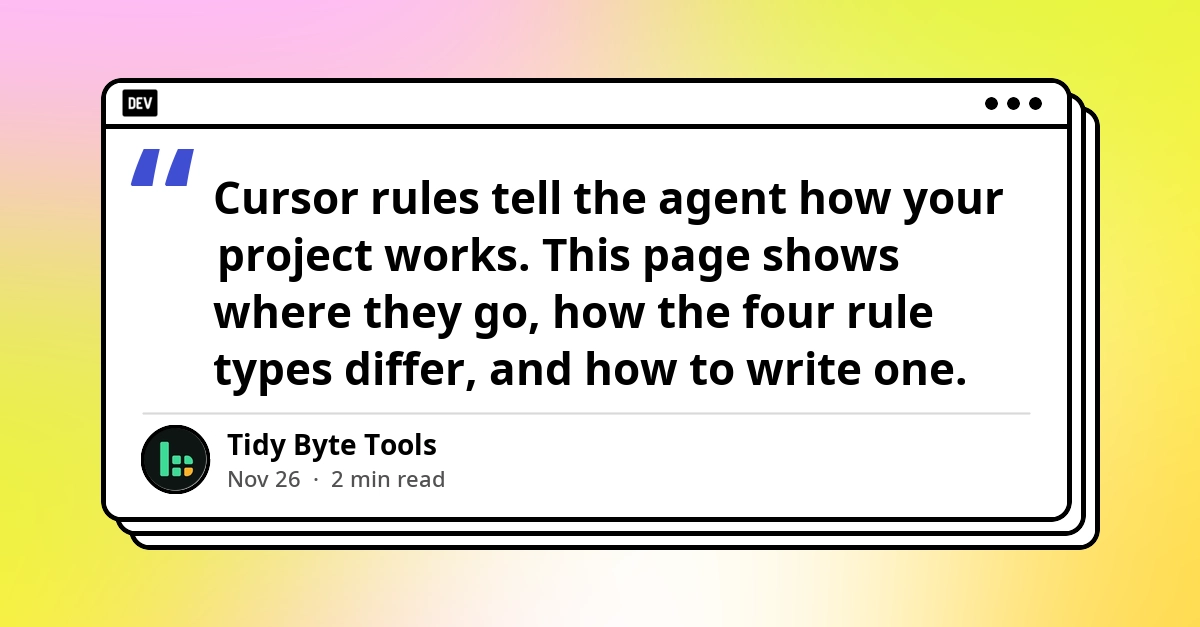 DEV
“
Cursor rules tell the agent how your
project works. This page shows
where they go, how the four rule
types differ, and how to write one.
Tidy Byte Tools
Nov 26 · 2 min read